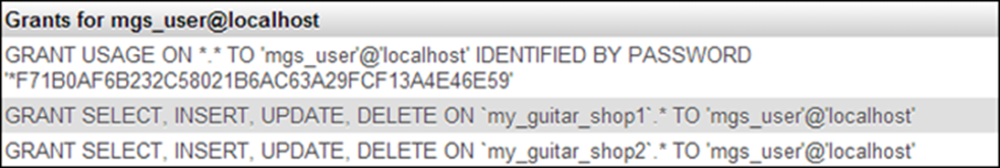 Grants for mgs_user@localhost
GRANT USAGE ON *.* TO 'mgs_user'@'localhost' IDENTIFIED BY PASSWORD
'*F71B0AF6B232C58021B6AC63A29FCF13A4E46E59'
GRANT SELECT, INSERT, UPDATE, DELETE ON `my_guitar_shop1`.* TO 'mgs_user'@'localhost'
GRANT SELECT, INSERT, UPDATE, DELETE ON `my_guitar_shop2`.* TO 'mgs_user'@'localhost'